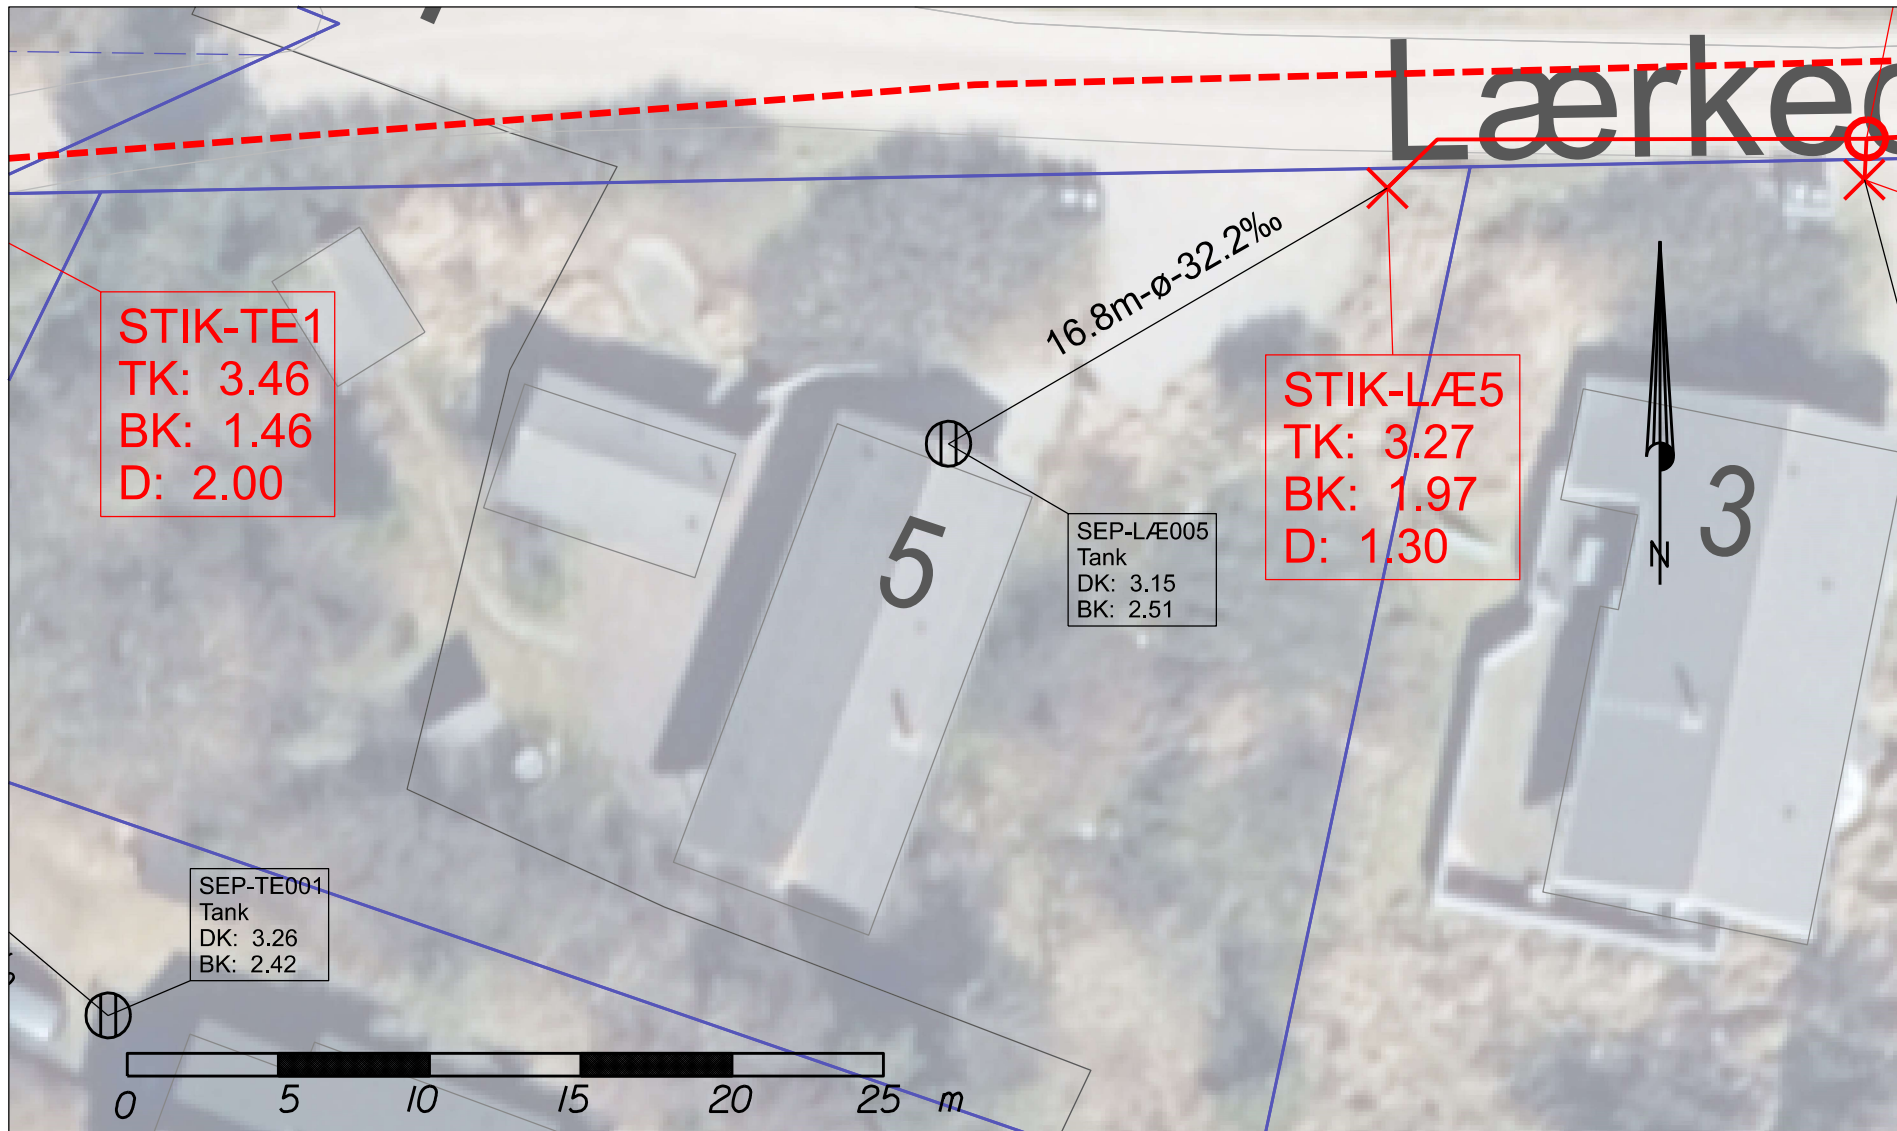 Lærked
16.8m-ø-32.2‰
STIK-TE1
TK: 3.46
BK: 1.46
D: 2.00
STIK-LÆ5
TK: 3.27
BK: 1.97
D: 1.30
5
3
N
SEP-LÆ005
Tank
DK: 3.15
BK: 2.51
SEP-TE001
Tank
DK: 3.26
BK: 2.42
0 5 10 15 20 25 m